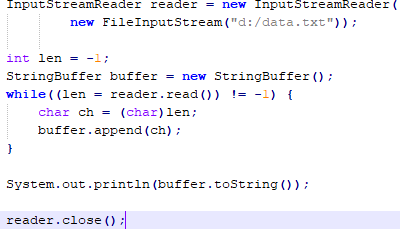 InputStreamReader reader = new InputStreamReader(
new FileInputStream("d:/data.txt"));
int len = -1;
StringBuffer buffer = new StringBuffer();
while((len = reader.read()) != -1) {
char ch = (char)len;
buffer.append(ch);
}
System.out.println(buffer.toString());
reader.close();